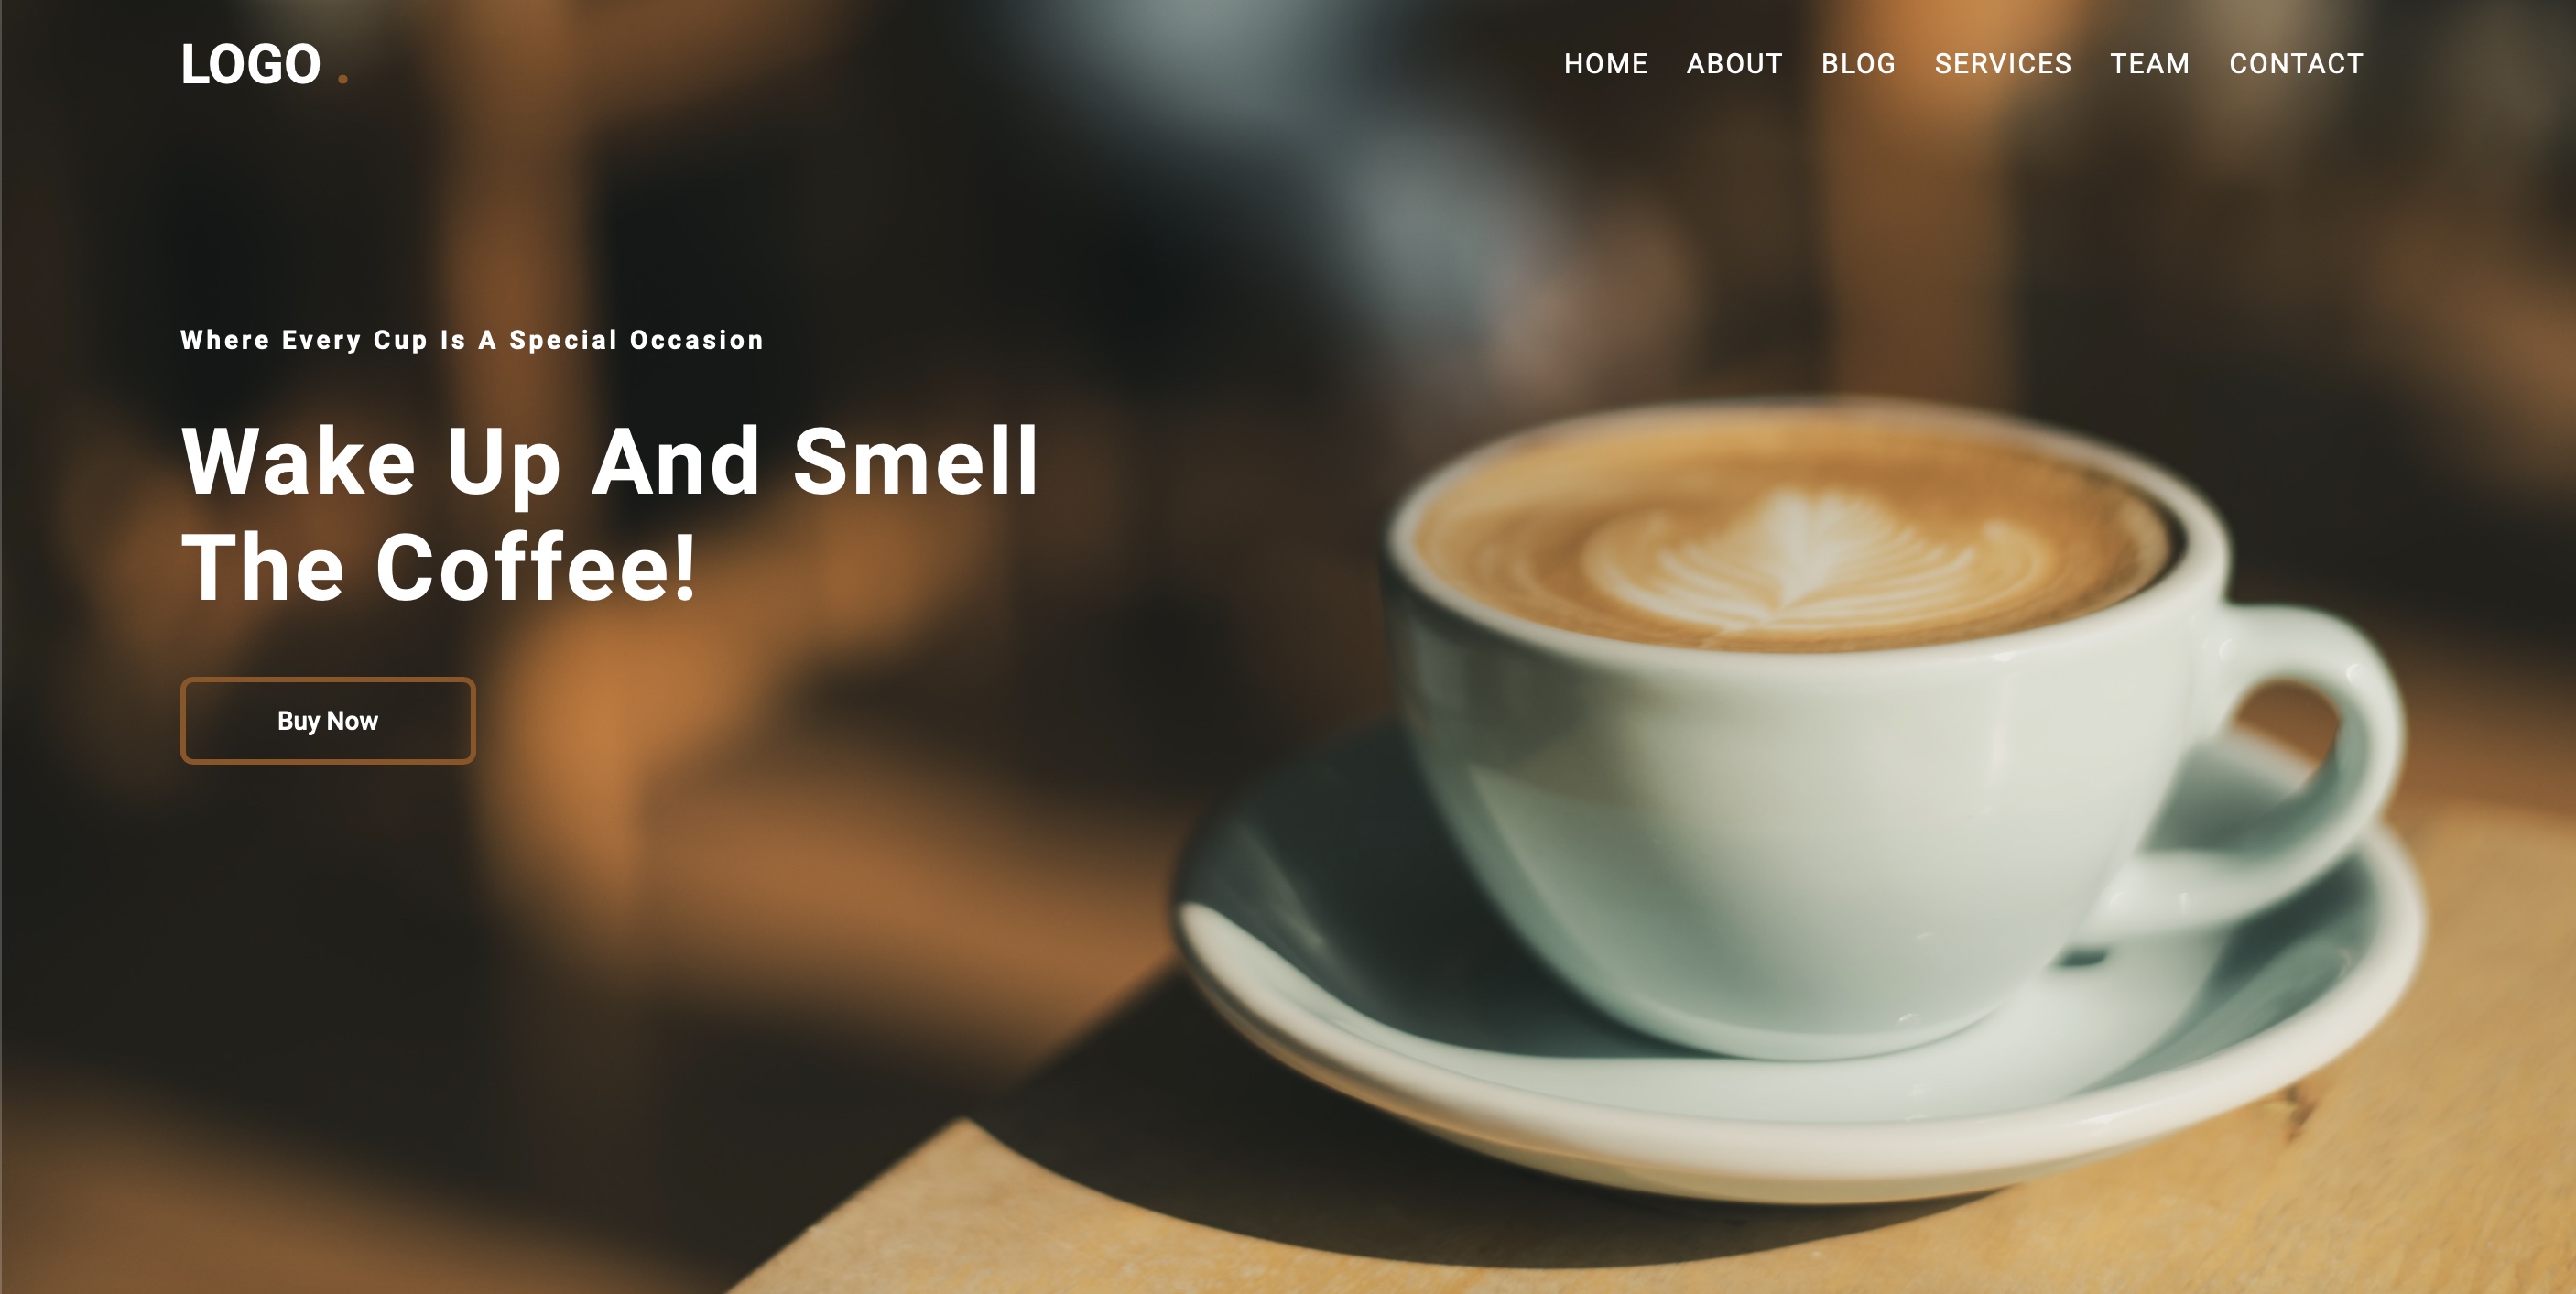 LOGO .
HOME ABOUT BLOG SERVICES TEAM CONTACT
Where Every Cup Is A Special Occasion
Wake Up And Smell
The Coffee!
Buy Now